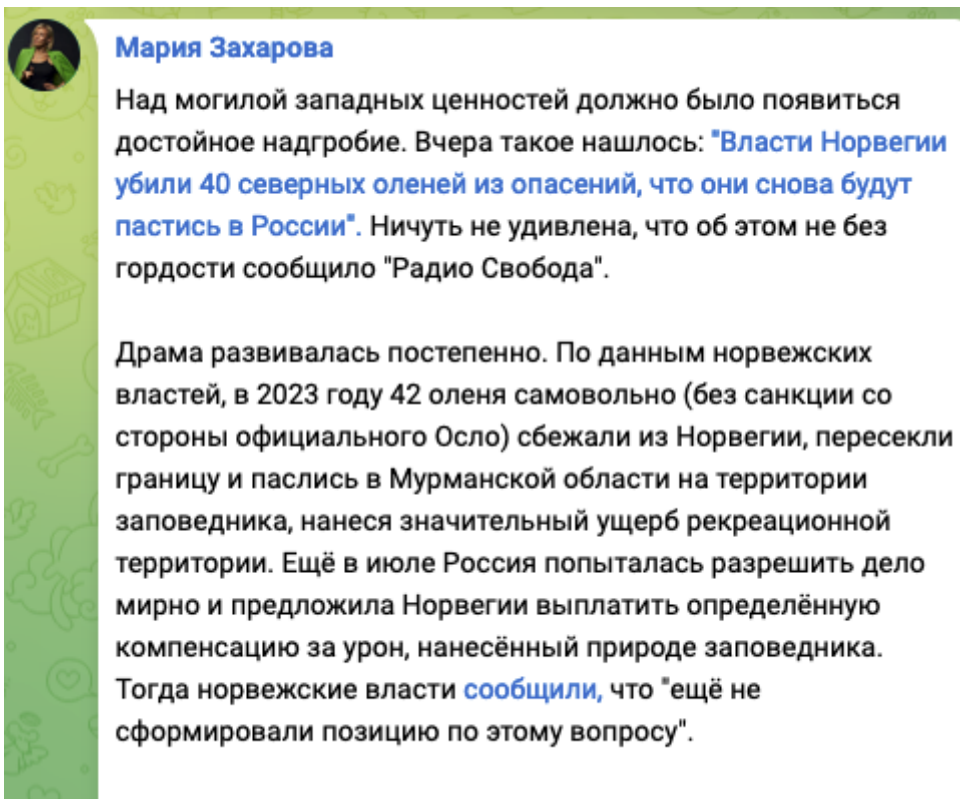 Мария Захарова
Над могилой западных ценностей должно было появиться
достойное надгробие. Вчера такое нашлось: "Власти Норвегии
убили 40 северных оленей из опасений, что они снова будут
пастись в России". Ничуть не удивлена, что об этом не без
гордости сообщило "Радио Свобода".
Драма развивалась постепенно. По данным норвежских
властей, в 2023 году 42 оленя самовольно (без санкции со
стороны официального Осло) сбежали из Норвегии, пересекли
границу и паслись в Мурманской области на территории
заповедника, нанеся значительный ущерб рекреационной
территории. Ещё в июле Россия попыталась разрешить дело
мирно и предложила Норвегии выплатить определённую
компенсацию за урон, нанесённый природе заповедника.
Тогда норвежские власти сообщили, что "ещё не
сформировали позицию по этому вопросу".